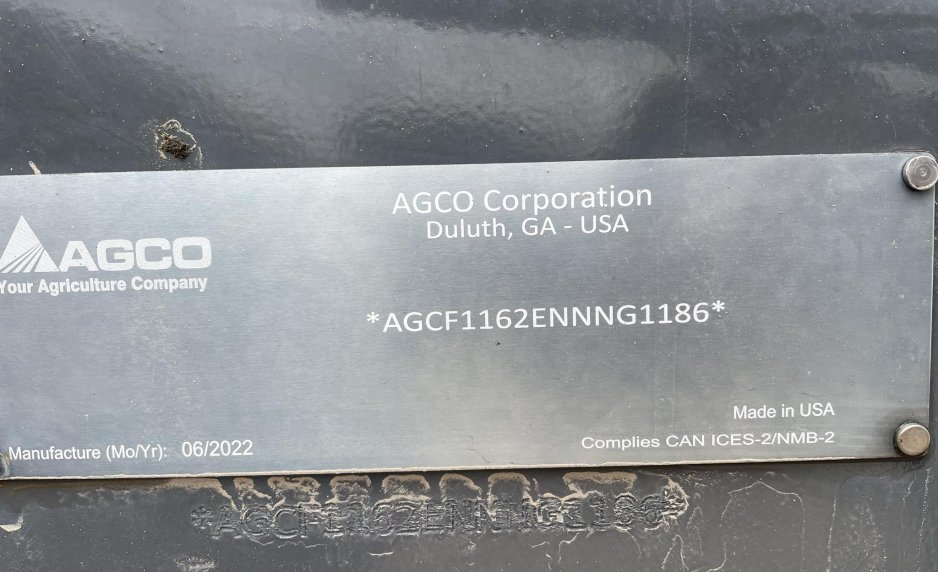 AGCO Corporation
Duluth, GA - USA
AGCO
Your Agriculture Company
*AGCF1162ENNNG1186*
Made in USA
Manufacture (Mo/Yr): 06/2022
Complies CAN ICES-2/NMB-2
*AGCF1162ENNNG1186*